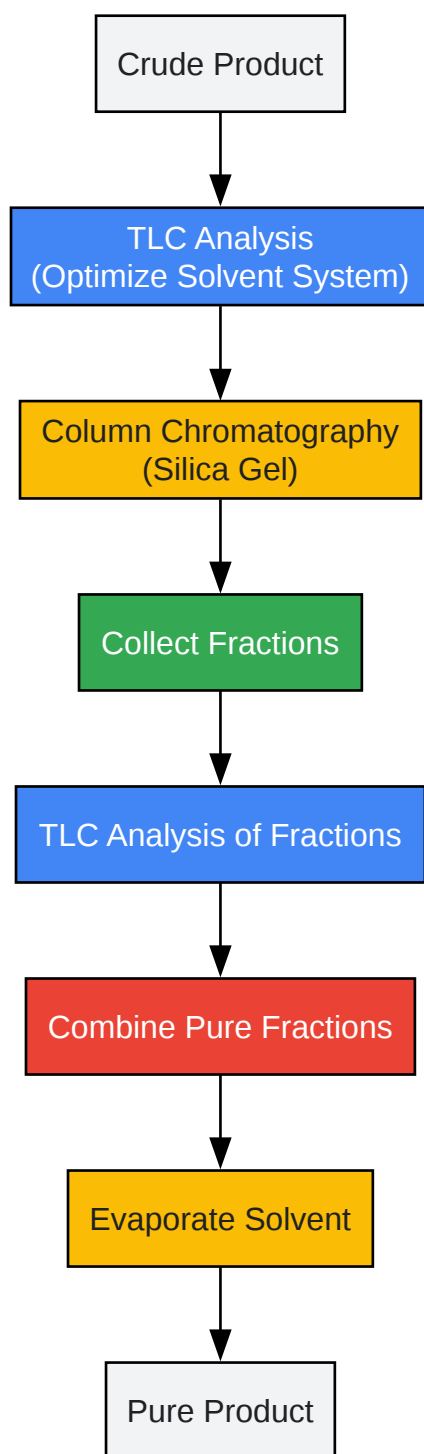 Crude Product
TLC Analysis
(Optimize Solvent System)
Column Chromatography
(Silica Gel)
Collect Fractions
TLC Analysis of Fractions
Combine Pure Fractions
Evaporate Solvent
Pure Product